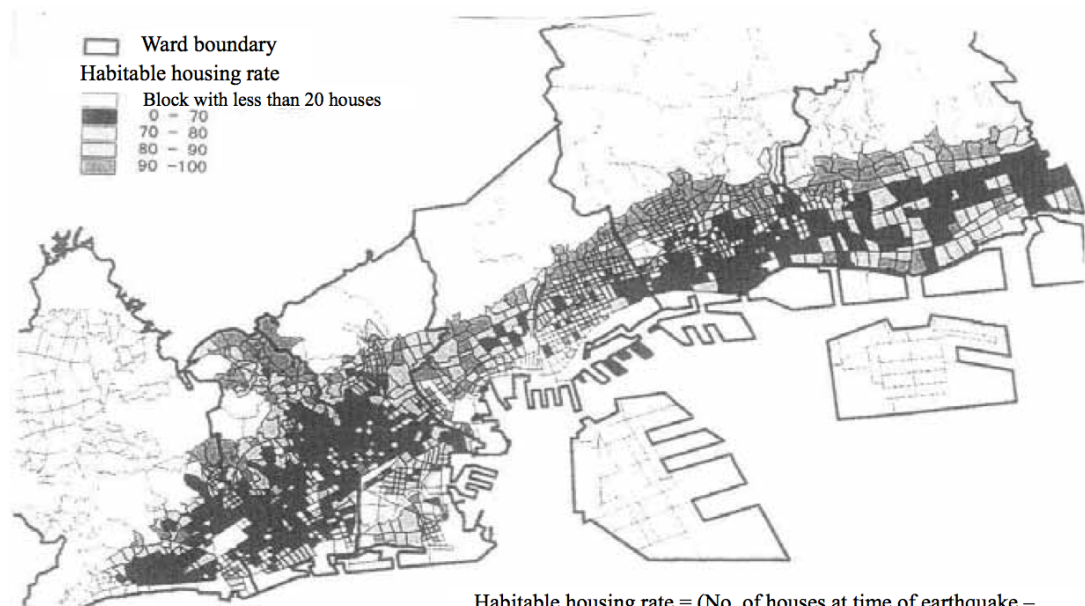 Ward boundary
Habitable housing rate
Block with less than 20 houses
0 - 70
70 - 80
80 - 90
90 -100
Habitable housing rate = (No. of houses at time of earthquake –